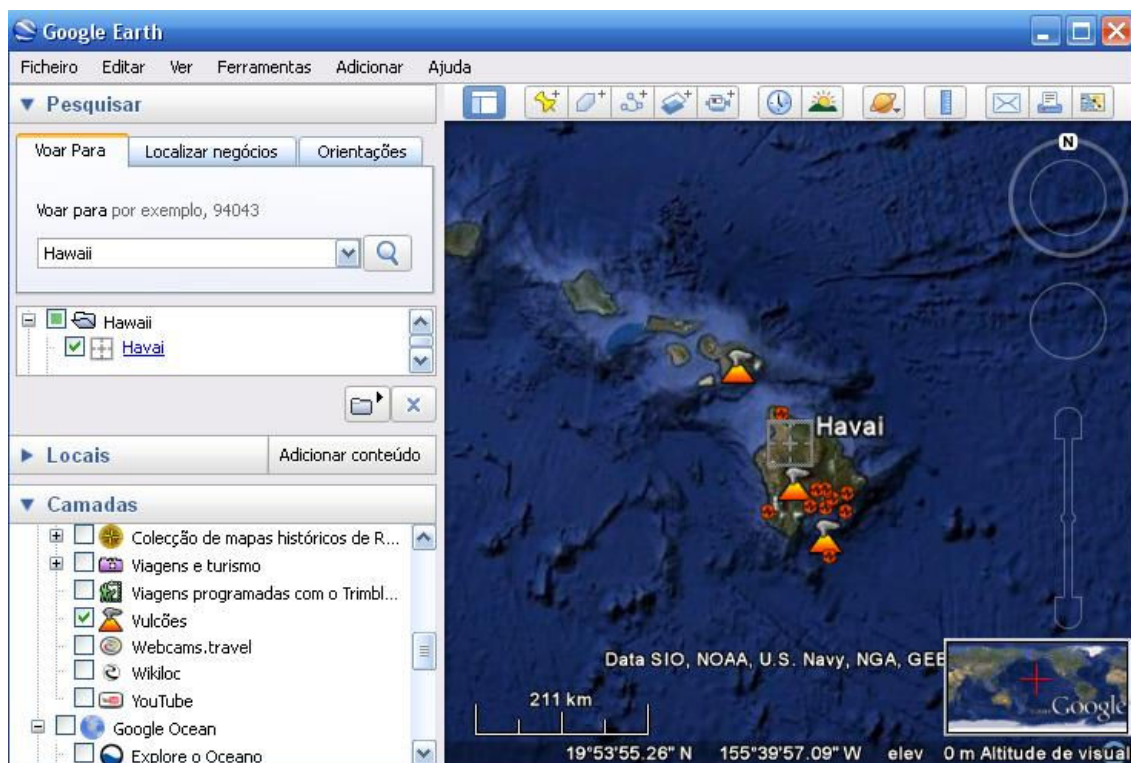 Google Earth
Ficheiro Editar Ver Ferramentas Adicionar Ajuda
Pesquisar
Voar Para Localizar negócios Orientações
Voar para por exemplo, 94043
Hawaii
Hawaii
Havai
Locais Adicionar conteúdo
Camadas
Colecção de mapas históricos de R...
Viagens e turismo
Viagens programadas com o Trimbl...
Vulcões
Webcams.travel
Wikiloc
YouTube
Google Ocean
Explore o Oceano
N
Havai
Data SIO, NOAA, U.S. Navy, NGA, GEB
Google
211 km
19°53'55.26" N 155°39'57.09" W elev 0 m Altitude de visual